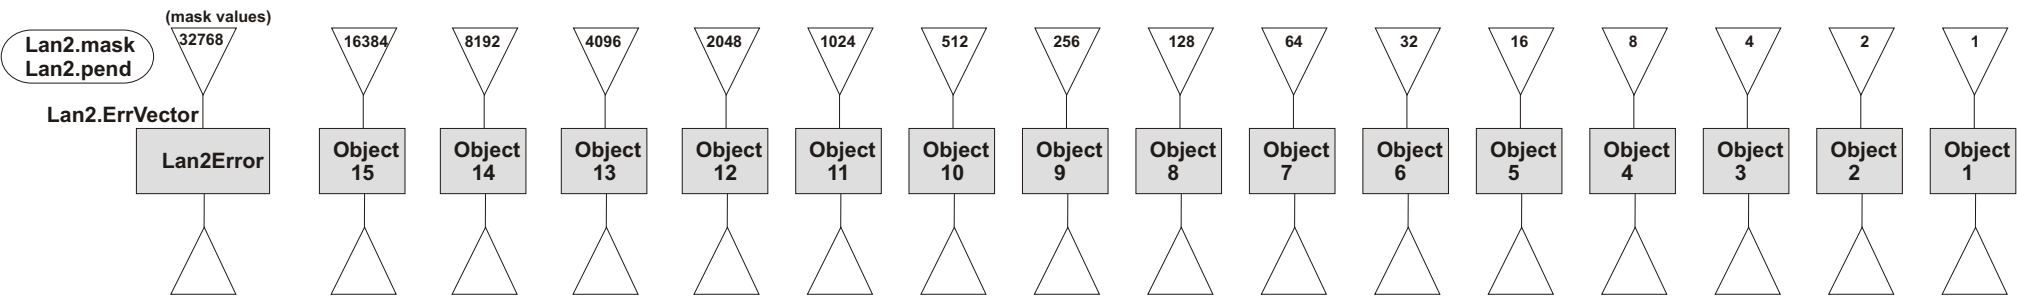 (mask values)
Lan2.mask
Lan2.pend
32768
16384
8192
4096
2048
1024
512
256
128
64
32
16
8
4
2
1
Lan2.ErrVector
Lan2Error
Object
15
Object
14
Object
13
Object
12
Object
11
Object
10
Object
9
Object
8
Object
7
Object
6
Object
5
Object
4
Object
3
Object
2
Object
1